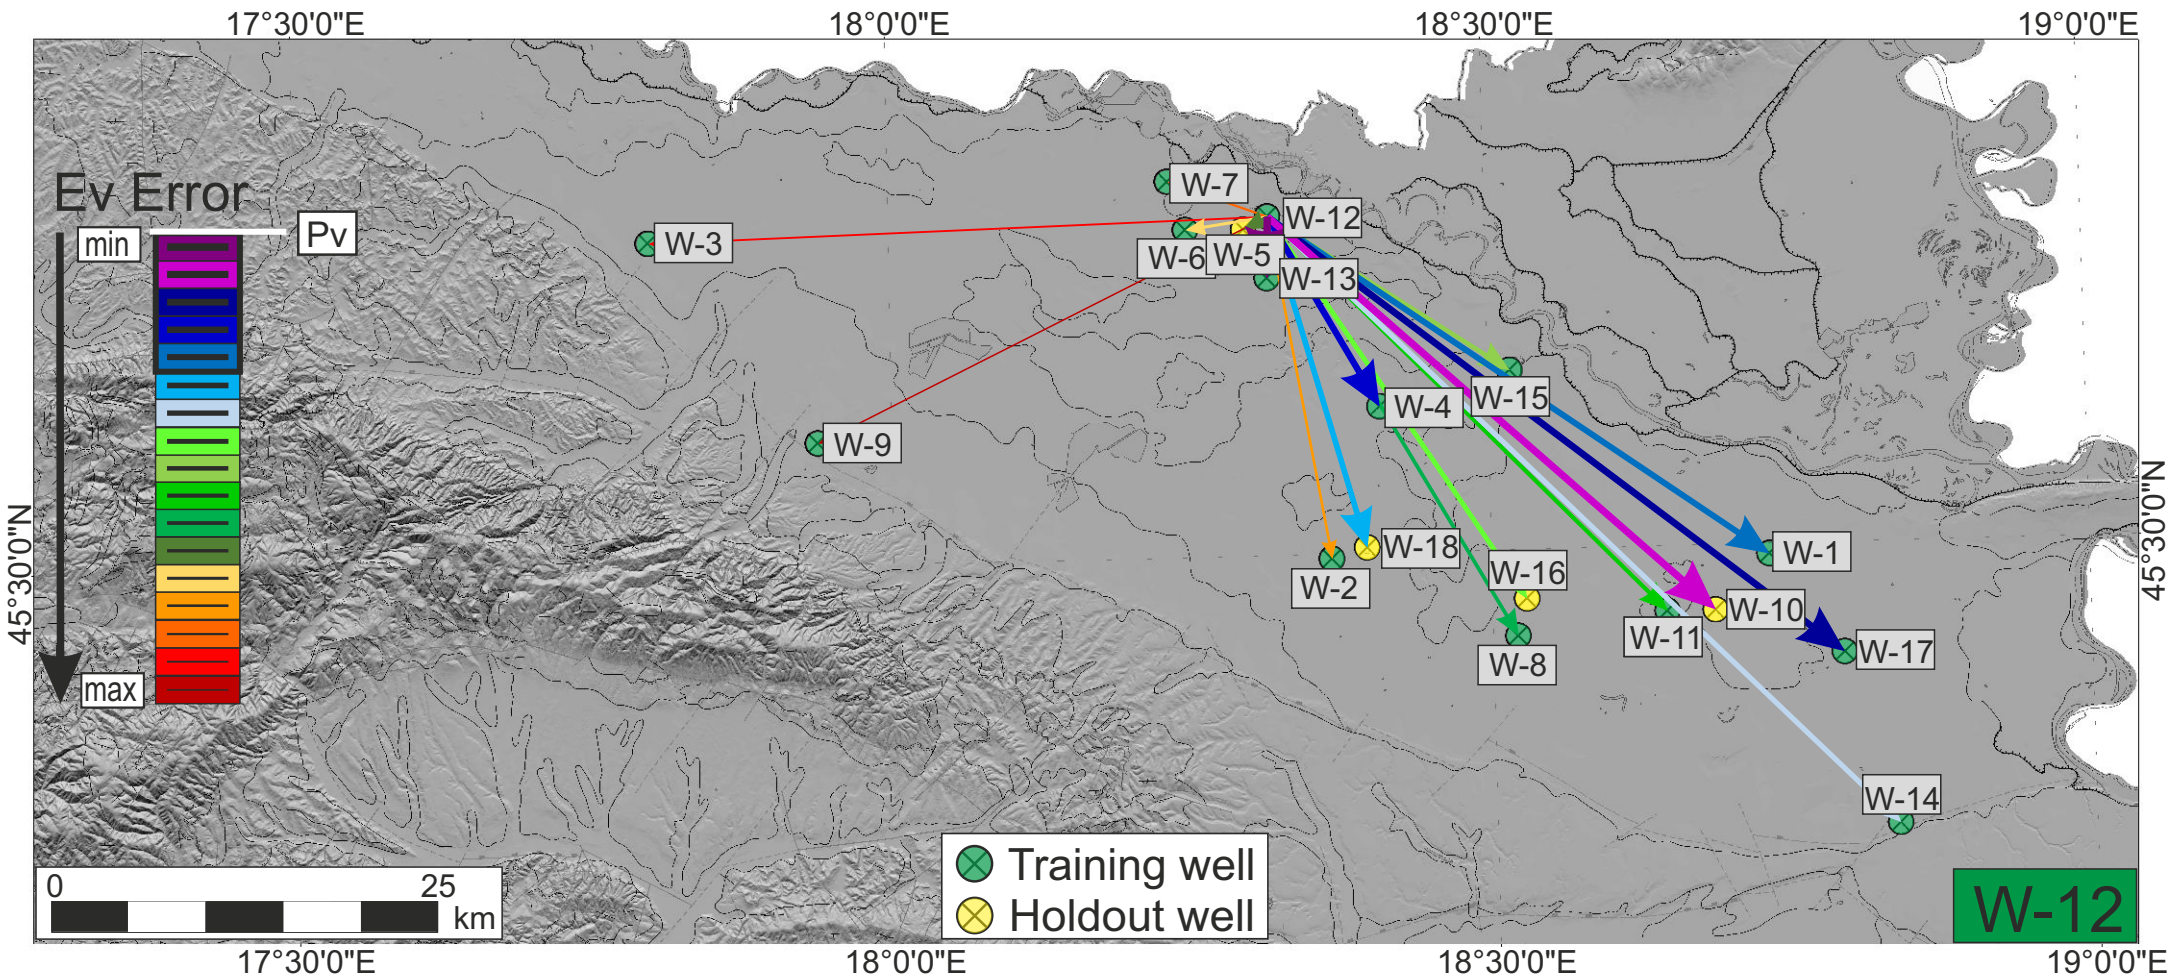 17°30'0"E
18°0'0"E
18°30'0"E
19°0'0"E
Ev Error
min
Pv
max
W-7
W-12
W-3
W-6
W-5
W-13
W-15
W-4
W-9
W-18
W-2
W-16
W-1
W-10
W-11
W-17
W-8
W-14
45°30'0"N
45°30'0"N
0
25
km
Training well
Holdout well
W-12
17°30'0"E
18°0'0"E
18°30'0"E
19°0'0"E